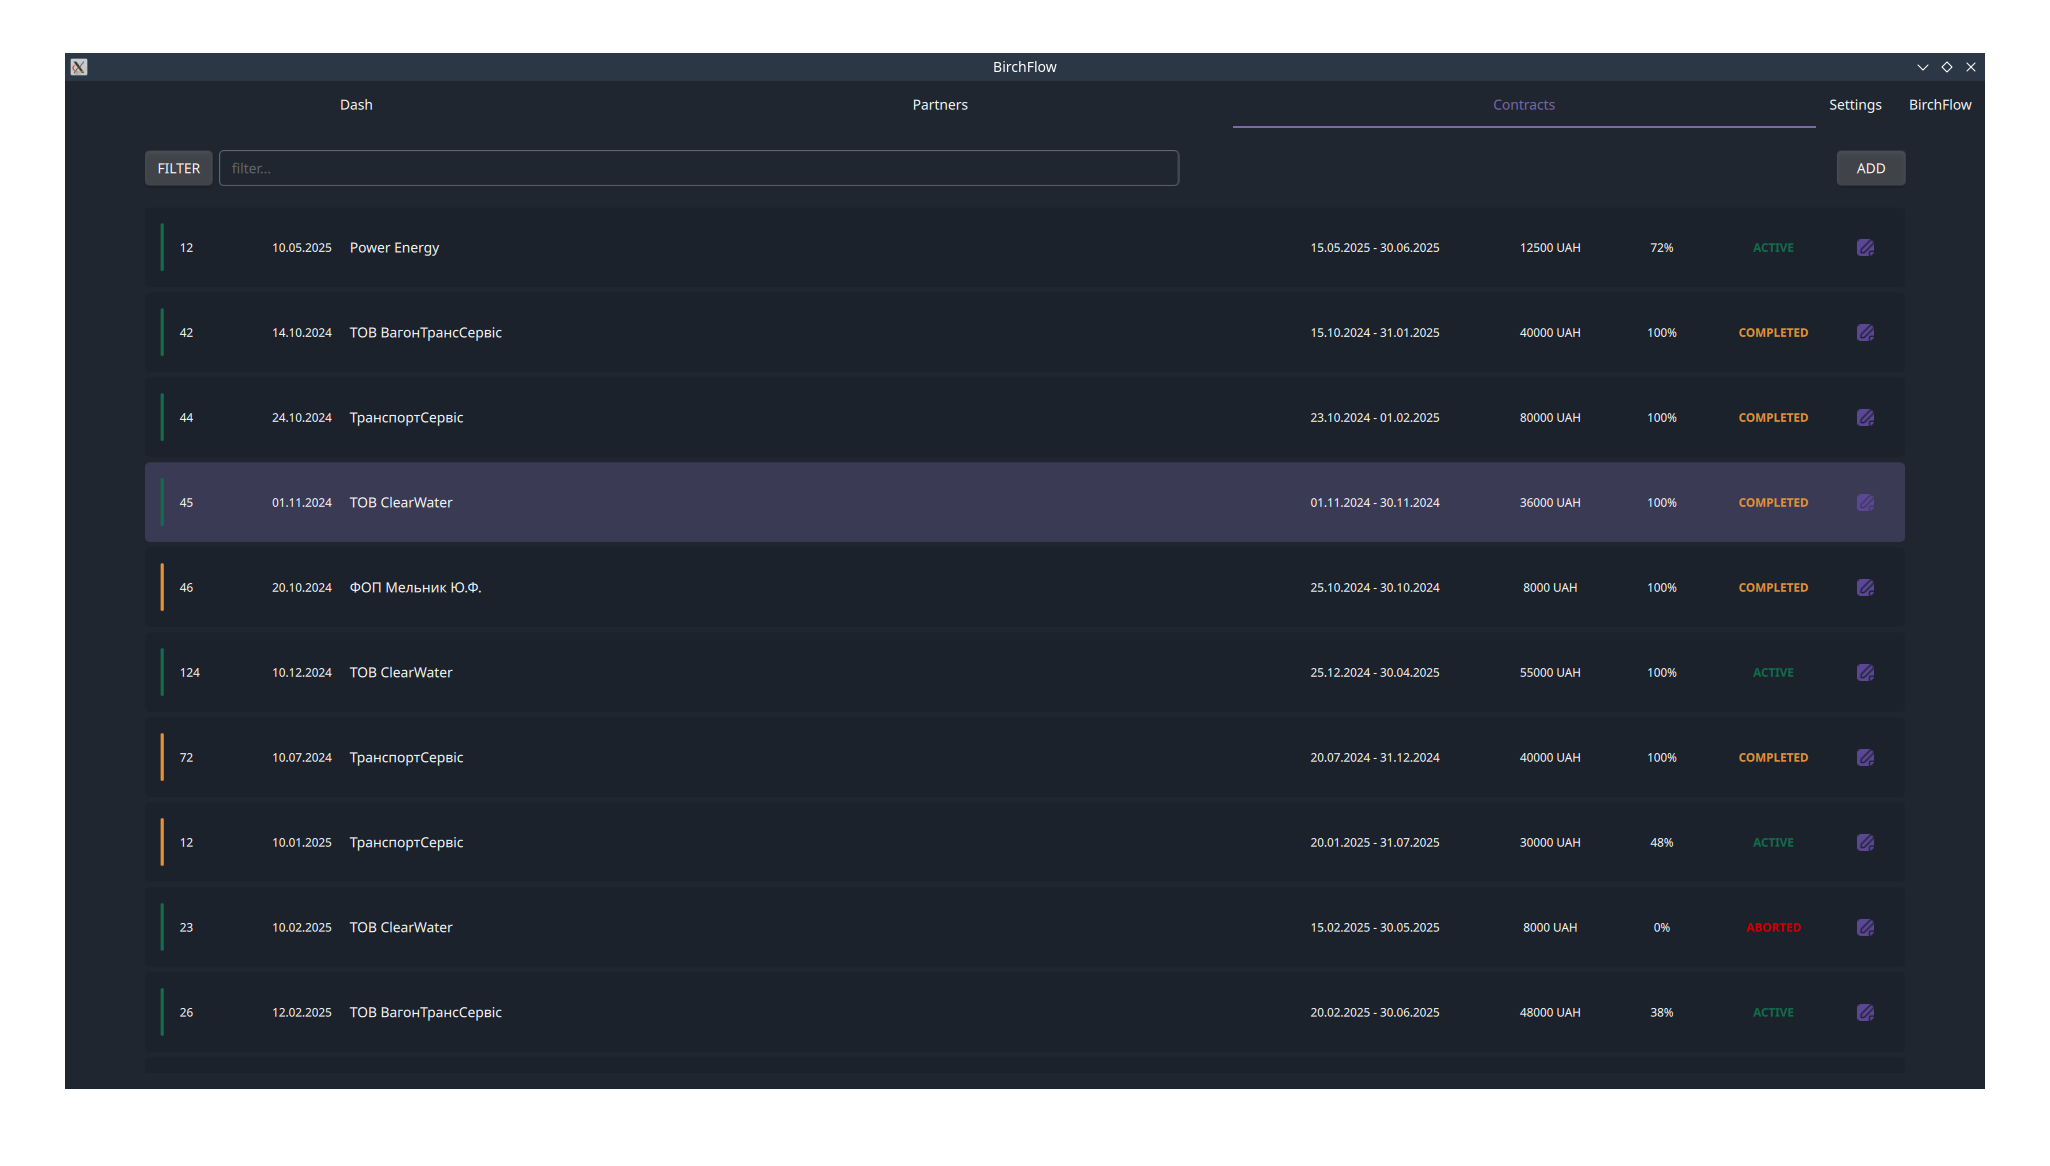 BirchFlow
Dash Partners Contracts Settings BirchFlow
FILTER filter... ADD
12 10.05.2025 Power Energy 15.05.2025 - 30.06.2025 12500 UAH 72% ACTIVE
42 14.10.2024 ТОВ ВагонТрансСервіс 15.10.2024 - 31.01.2025 40000 UAH 100% COMPLETED
44 24.10.2024 ТранспортСервіс 23.10.2024 - 01.02.2025 80000 UAH 100% COMPLETED
45 01.11.2024 ТОВ ClearWater 01.11.2024 - 30.11.2024 36000 UAH 100% COMPLETED
46 20.10.2024 ФОП Мельник Ю.Ф. 25.10.2024 - 30.10.2024 8000 UAH 100% COMPLETED
124 10.12.2024 ТОВ ClearWater 25.12.2024 - 30.04.2025 55000 UAH 100% ACTIVE
72 10.07.2024 ТранспортСервіс 20.07.2024 - 31.12.2024 40000 UAH 100% COMPLETED
12 10.01.2025 ТранспортСервіс 20.01.2025 - 31.07.2025 30000 UAH 48% ACTIVE
23 10.02.2025 ТОВ ClearWater 15.02.2025 - 30.05.2025 8000 UAH 0% ABORTED
26 12.02.2025 ТОВ ВагонТрансСервіс 20.02.2025 - 30.06.2025 48000 UAH 38% ACTIVE